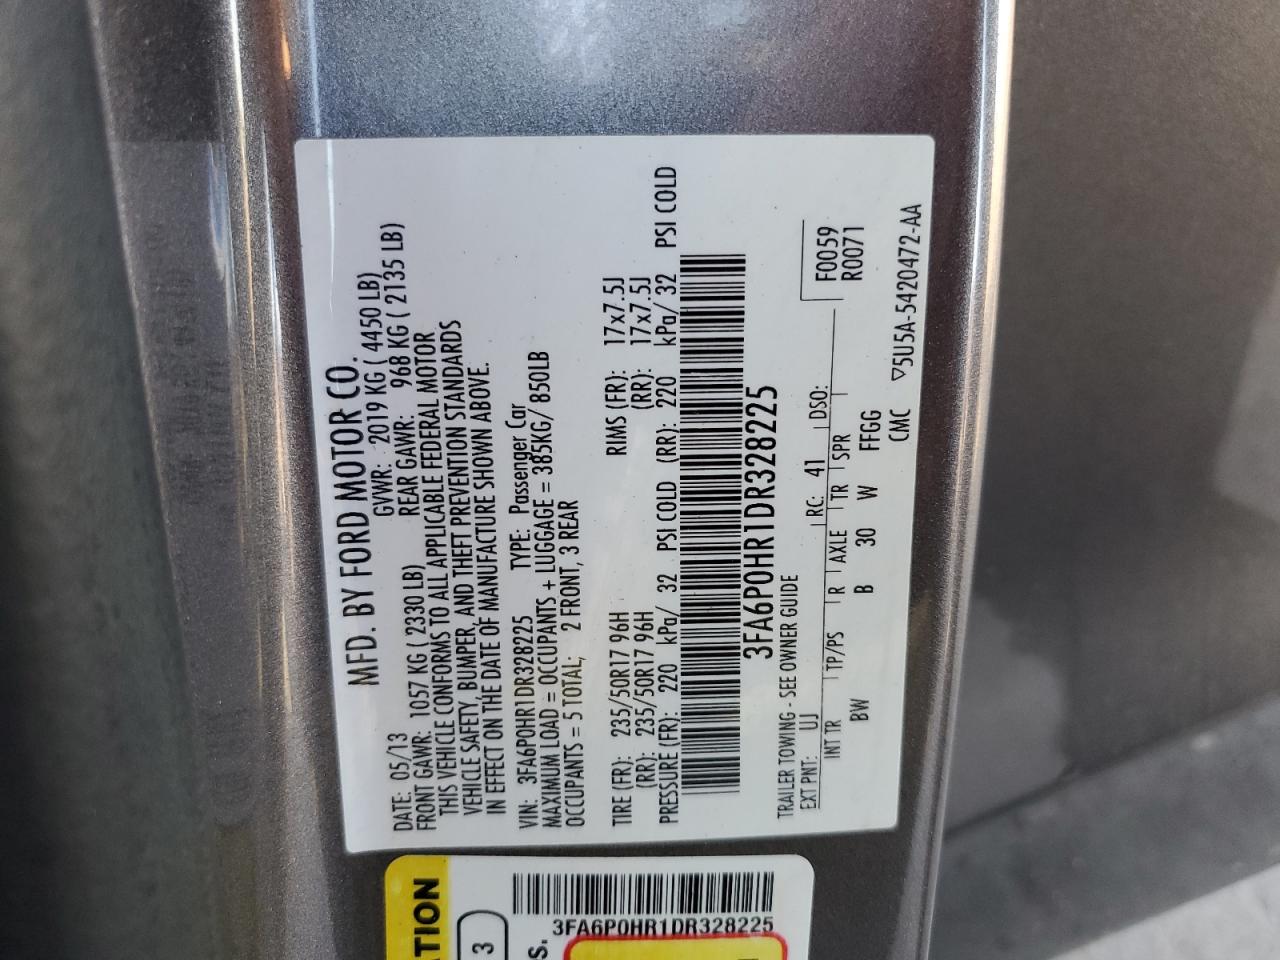 MFD. BY FORD MOTOR CO.
DATE: 05/13 GVWR: 2019 KG ( 4450 LB)
FRONT GAWR: 1057 KG ( 2330 LB) REAR GAWR: 968 KG ( 2135 LB)
THIS VEHICLE CONFORMS TO ALL APPLICABLE FEDERAL MOTOR
VEHICLE SAFETY, BUMPER, AND THEFT PREVENTION STANDARDS
IN EFFECT ON THE DATE OF MANUFACTURE SHOWN ABOVE.
VIN: 3FA6P0HR1DR328225 TYPE: Passenger Car
MAXIMUM LOAD = OCCUPANTS + LUGGAGE = 385KG/ 850LB
OCCUPANTS = 5 TOTAL, 2 FRONT, 3 REAR
TIRE (FR): 235/50R17 96H RIMS (FR): 17x7.5J
(RR): 235/50R17 96H (RR): 17x7.5J
PRESSURE (FR): 220 kPa/ 32 PSI COLD (RR): 220 kPa/ 32 PSI COLD
3FA6P0HR1DR328225
TRAILER TOWING - SEE OWNER GUIDE
F0059
R0071
EXT PNT: UJ RC: 41 DSO:
INT TR TP/PS R AXLE TR SPR
BW B 30 W FFGG
CMC ▽5U5A-5420472-AA
TION
3
S.
3FA6P0HR1DR328225